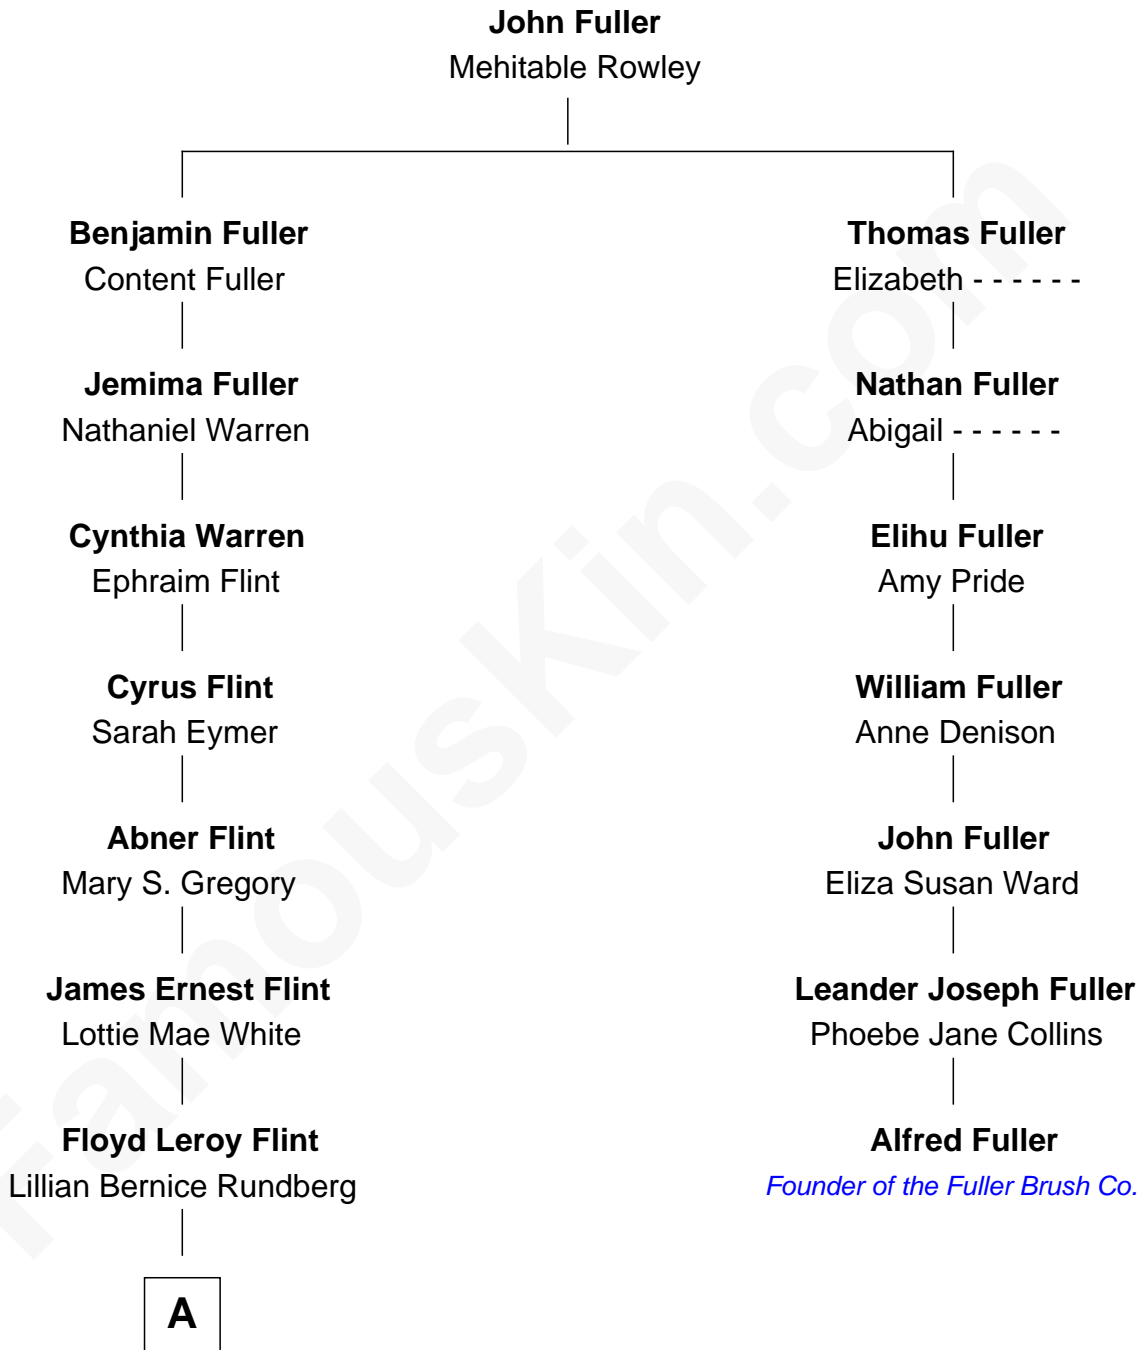 John Fuller
Mehitable Rowley
Benjamin Fuller
Content Fuller
Thomas Fuller
Elizabeth - - - - - -
Jemima Fuller
Nathaniel Warren
Nathan Fuller
Abigail - - - - - -
Cynthia Warren
Ephraim Flint
Elihu Fuller
Amy Pride
Cyrus Flint
Sarah Eymer
William Fuller
Anne Denison
Abner Flint
Mary S. Gregory
John Fuller
Eliza Susan Ward
James Ernest Flint
Lottie Mae White
Leander Joseph Fuller
Phoebe Jane Collins
Floyd Leroy Flint
Lillian Bernice Rundberg
Alfred Fuller
Founder of the Fuller Brush Co.
A
FamousKin.com